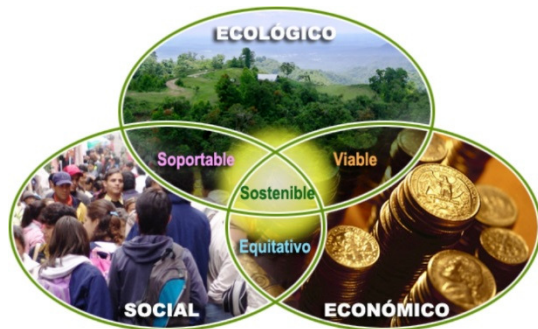 ECOLÓGICO
Soportable
Viable
Sostenible
Equitativo
SOCIAL
ECONÓMICO